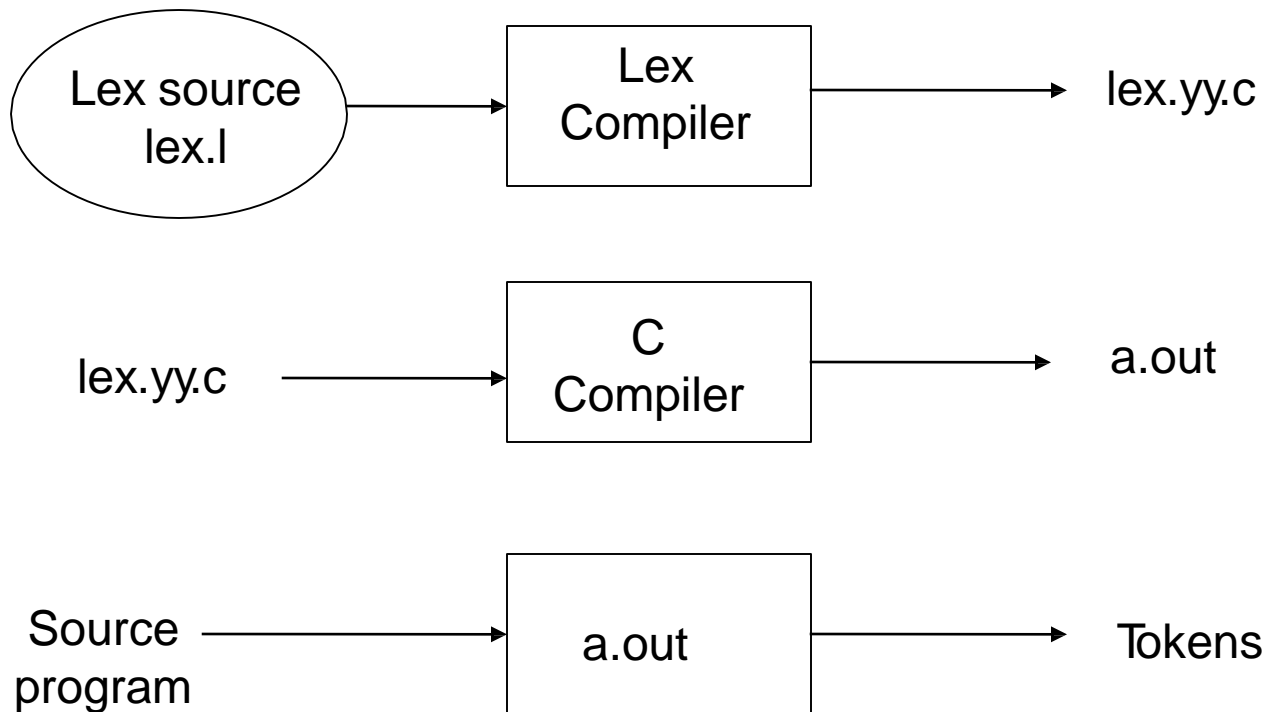 Lex source
lex.l
Lex
Compiler
lex.yy.c
lex.yy.c
C
Compiler
a.out
Source
program
a.out
Tokens